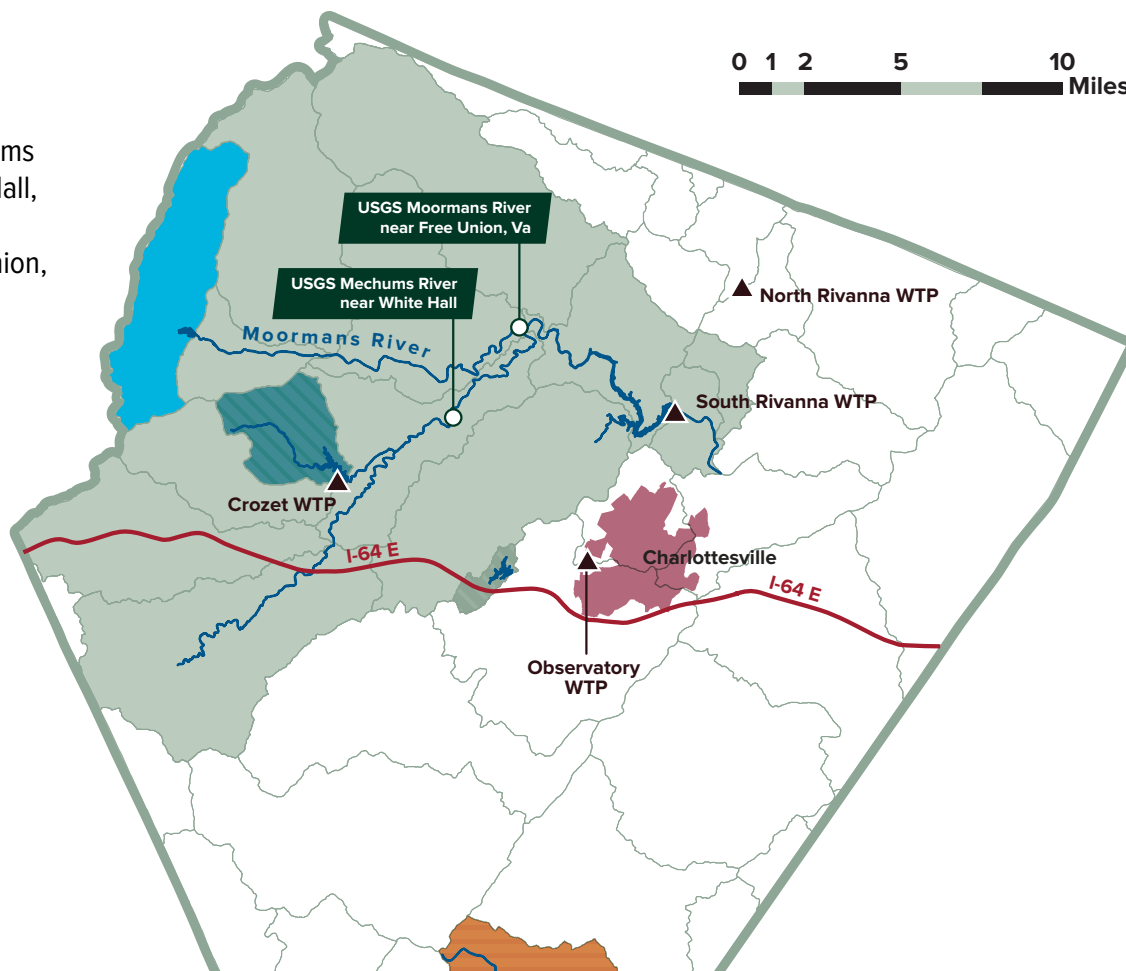 0 1 2 5 10
Miles
USGS Moormans River
near Free Union, Va
USGS Mechums River
near White Hall
Moormans River
North Rivanna WTP
South Rivanna WTP
Crozet WTP
I-64 E
Charlottesville
I-64 E
Observatory
WTP